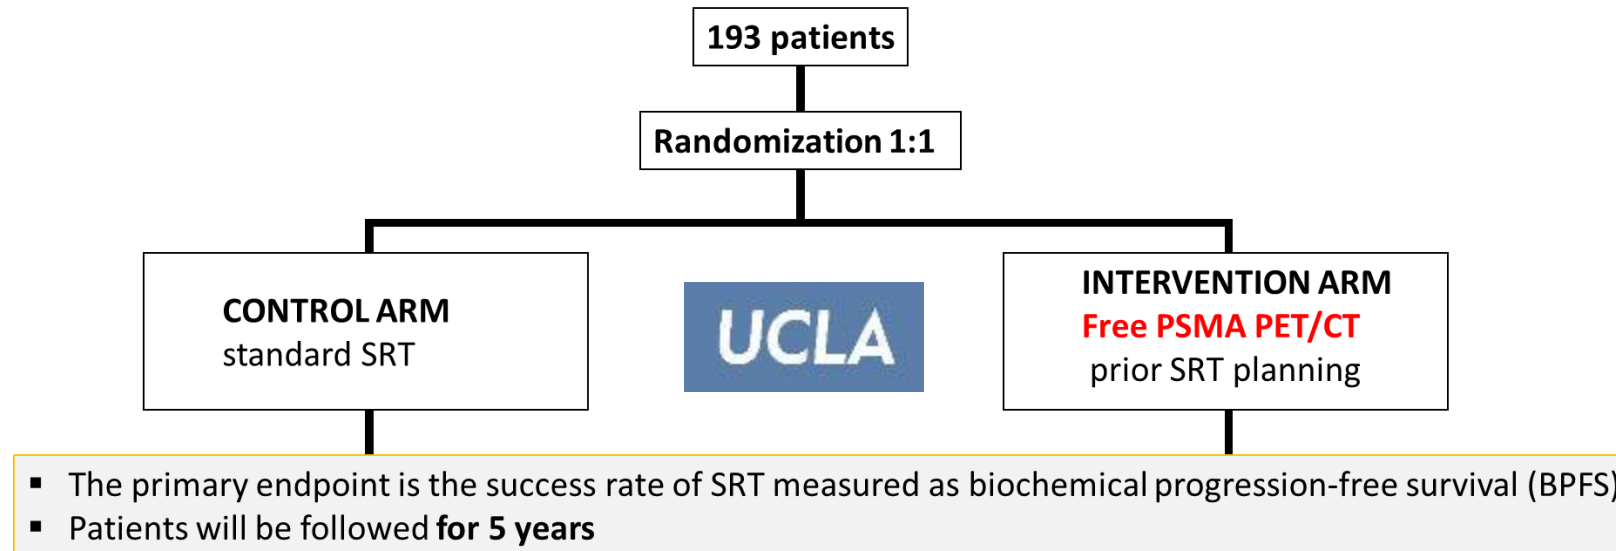 193 patients
Randomization 1:1
CONTROL ARM
standard SRT
UCLA
INTERVENTION ARM
Free PSMA PET/CT
prior SRT planning
▪ The primary endpoint is the success rate of SRT measured as biochemical progression-free survival (BPFS)
▪ Patients will be followed for 5 years